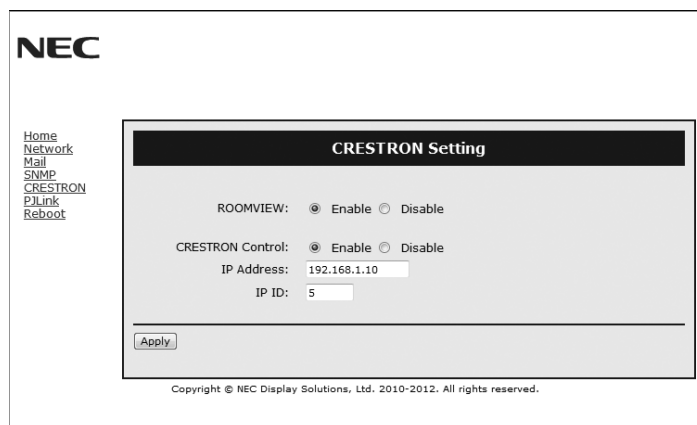 NEC
Home
Network
Mail
SNMP
CRESTRON
PJLink
Reboot
CRESTRON Setting
ROOMVIEW: Enable Disable
CRESTRON Control: Enable Disable
IP Address: 192.168.1.10
IP ID: 5
Apply
Copyright © NEC Display Solutions, Ltd. 2010-2012. All rights reserved.